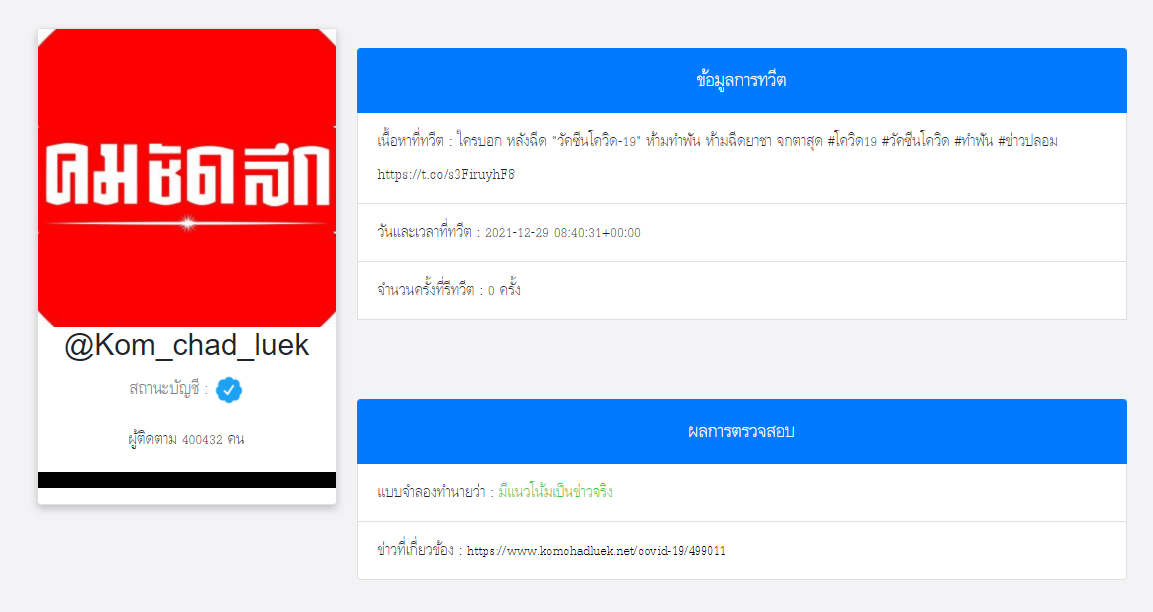 คมชัดลึก
@Kom_chad_luek
สถานะบัญชี :
ผู้ติดตาม 400432 คน
ข้อมูลการทวีต
เนื้อหาที่ทวีต : ใครบอก หลังฉีด "วัคซีนโควิด-19" ห้ามทำฟัน ห้ามฉีดยาชา จกตาสุด #โควิด19 #วัคซีนโควิด #ทำฟัน #ข่าวปลอม
https://t.co/s3FiruyhF8
วันและเวลาที่ทวีต : 2021-12-29 08:40:31+00:00
จำนวนครั้งที่รีทวีต : 0 ครั้ง
ผลการตรวจสอบ
แบบจำลองทำนายว่า : มีแนวโน้มเป็นข่าวจริง
ข่าวที่เกี่ยวข้อง : https://www.komchadluek.net/covid-19/499011